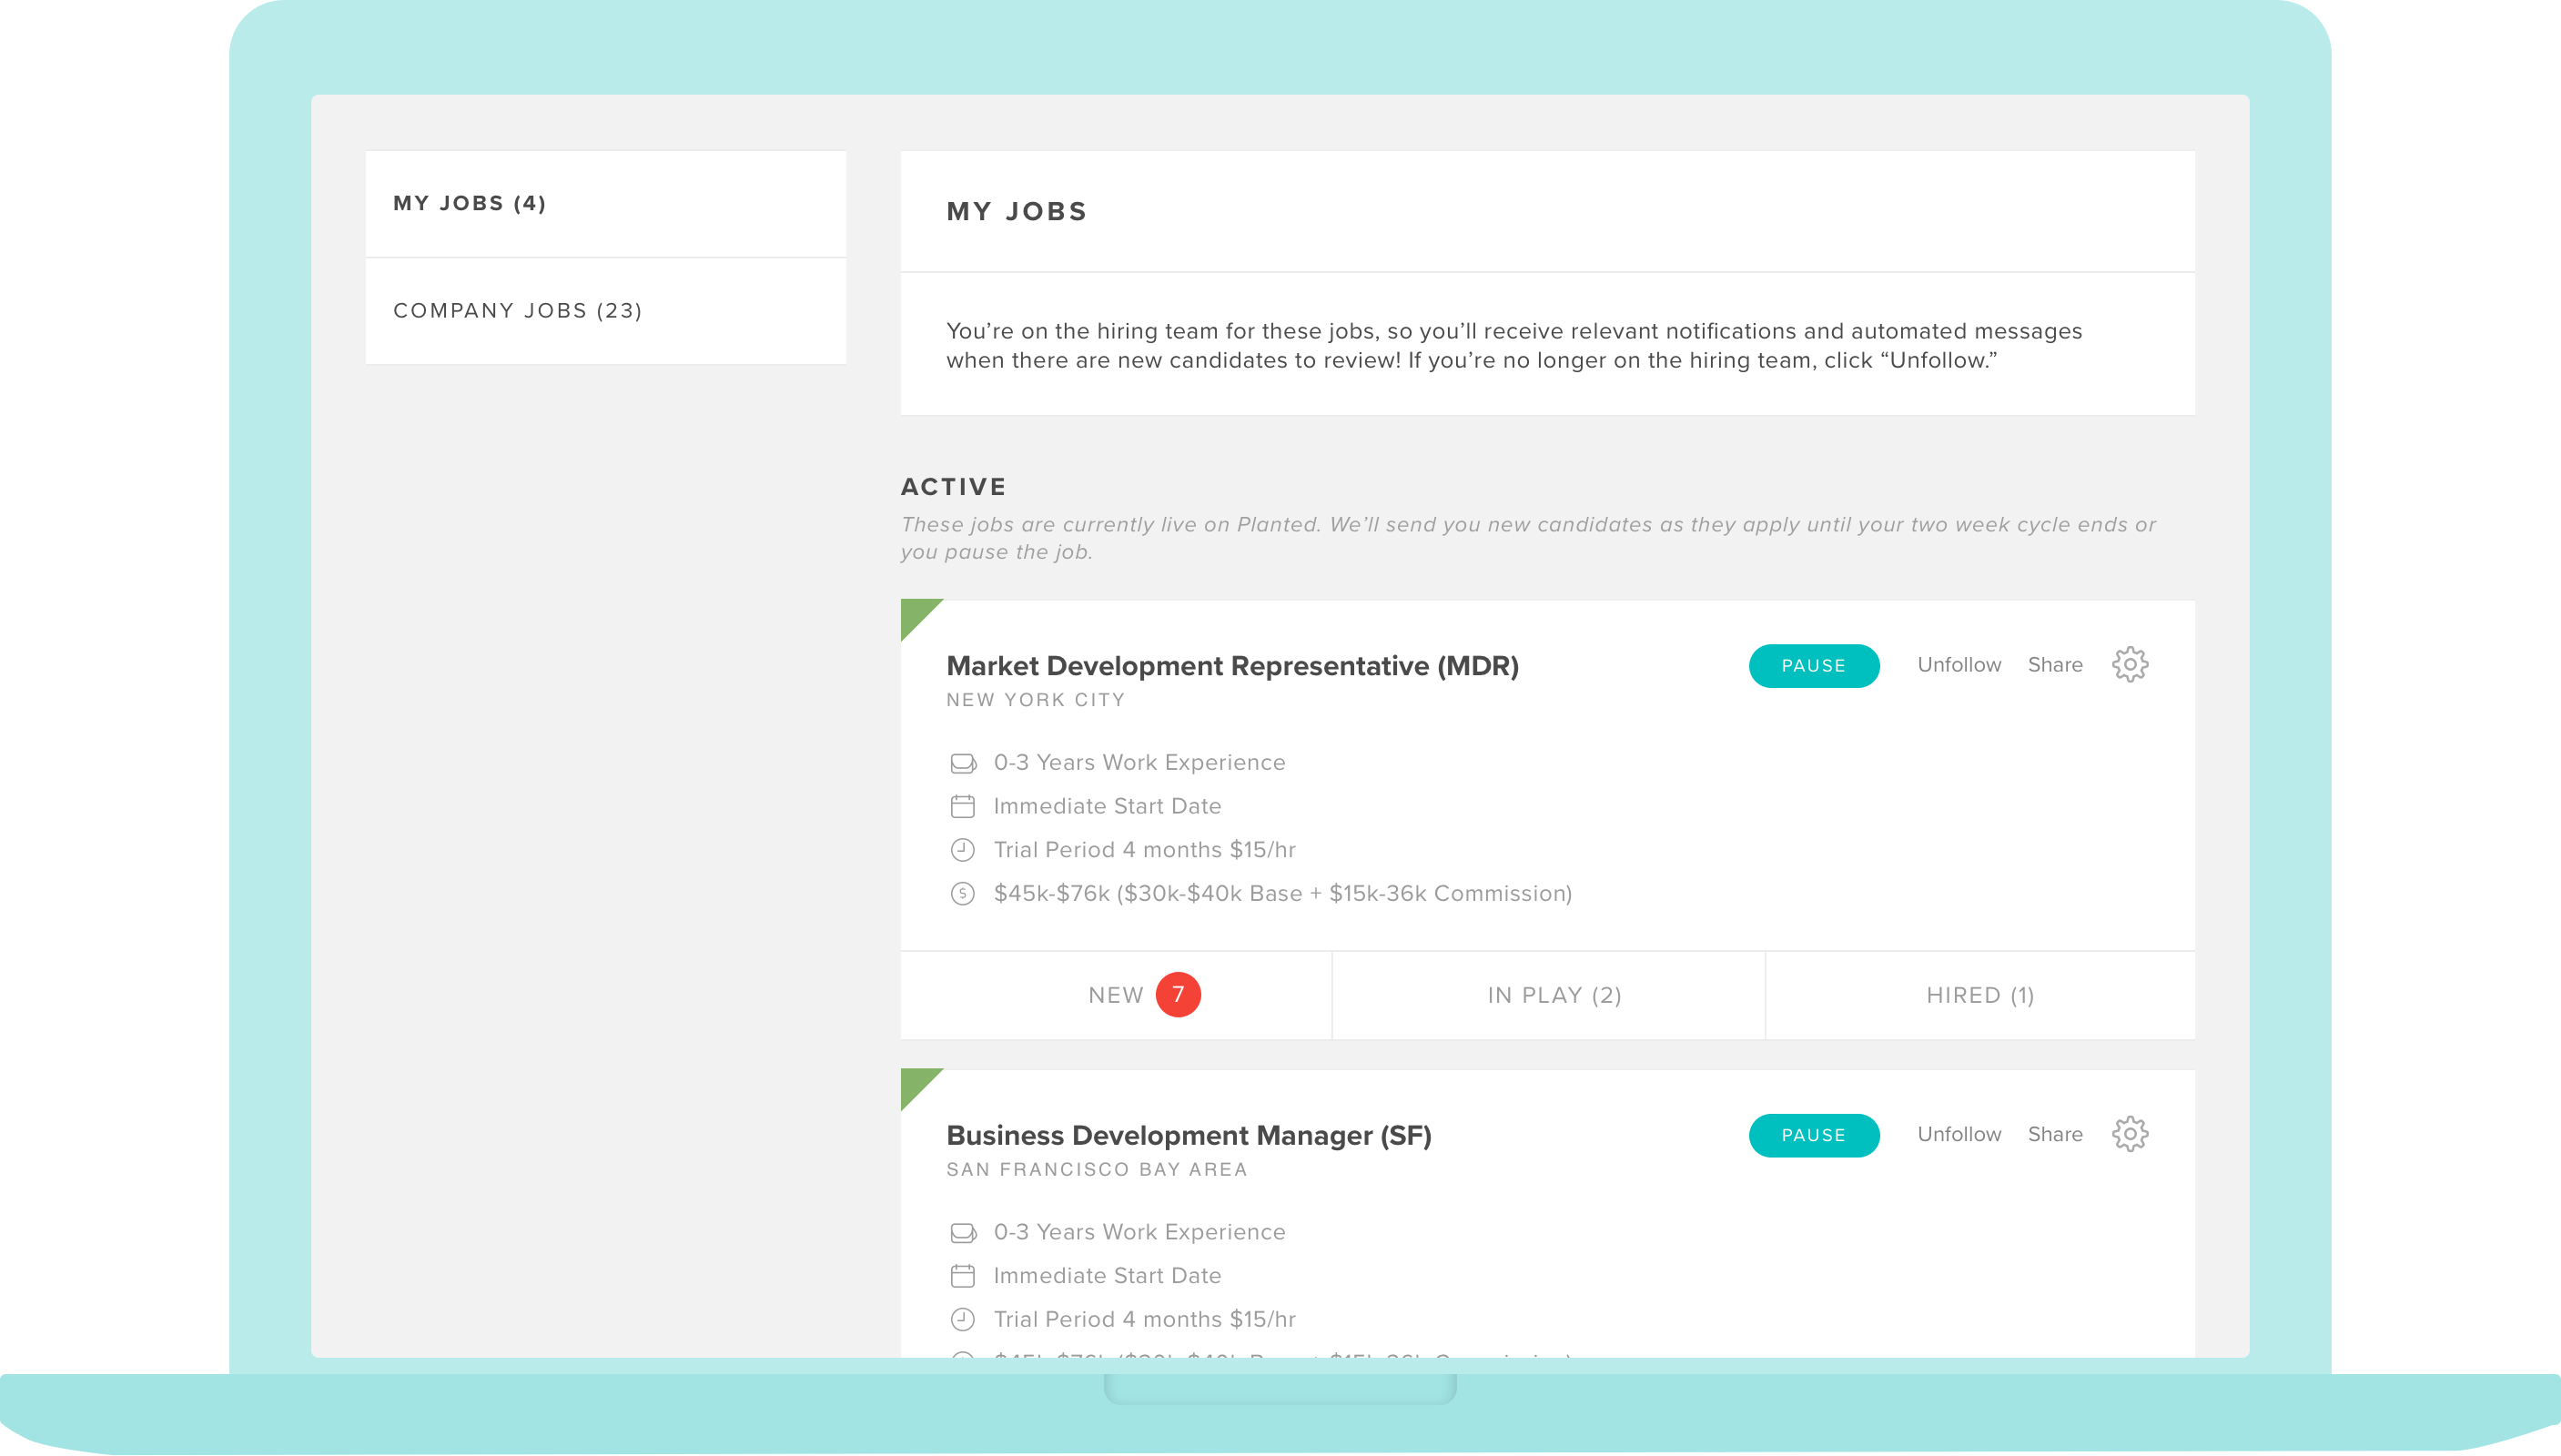 MY JOBS (4)
COMPANY JOBS (23)
MY JOBS
You’re on the hiring team for these jobs, so you’ll receive relevant notifications and automated messages
when there are new candidates to review! If you’re no longer on the hiring team, click “Unfollow.”
ACTIVE
These jobs are currently live on Planted. We’ll send you new candidates as they apply until your two week cycle ends or
you pause the job.
Market Development Representative (MDR)
PAUSE Unfollow Share
NEW YORK CITY
0-3 Years Work Experience
Immediate Start Date
Trial Period 4 months $15/hr
$45k-$76k ($30k-$40k Base + $15k-36k Commission)
NEW 7 IN PLAY (2) HIRED (1)
Business Development Manager (SF)
PAUSE Unfollow Share
SAN FRANCISCO BAY AREA
0-3 Years Work Experience
Immediate Start Date
Trial Period 4 months $15/hr